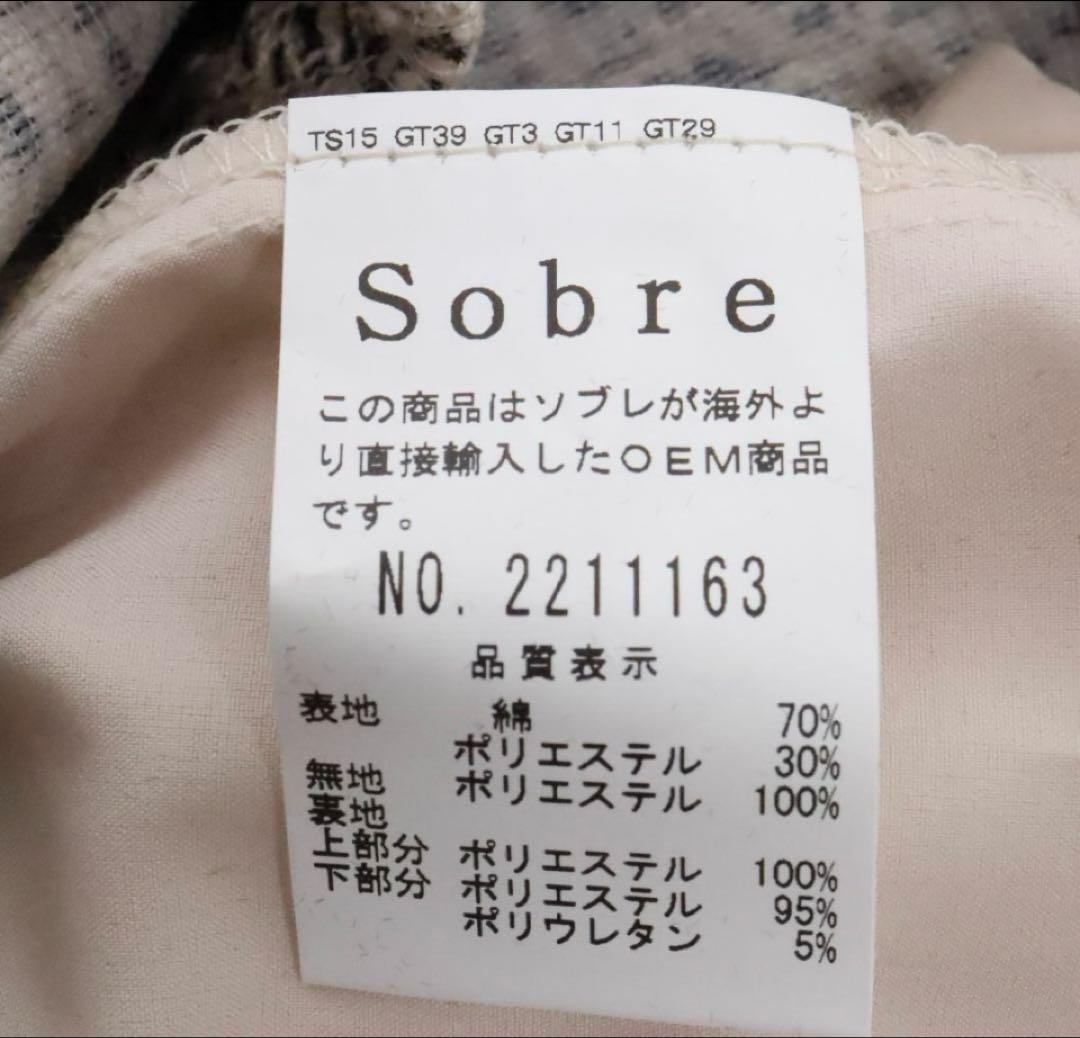 TS15 GT39 GT3 GT11 GT29
Sobre
この商品はソブレが海外よ
り直接輸入したOEM商品
です。
NO. 2211163
品質表示
表地 綿 70%
ポリエステル 30%
無地 ポリエステル 100%
裏地
上部分 ポリエステル 100%
下部分 ポリエステル 95%
ポリウレタン 5%